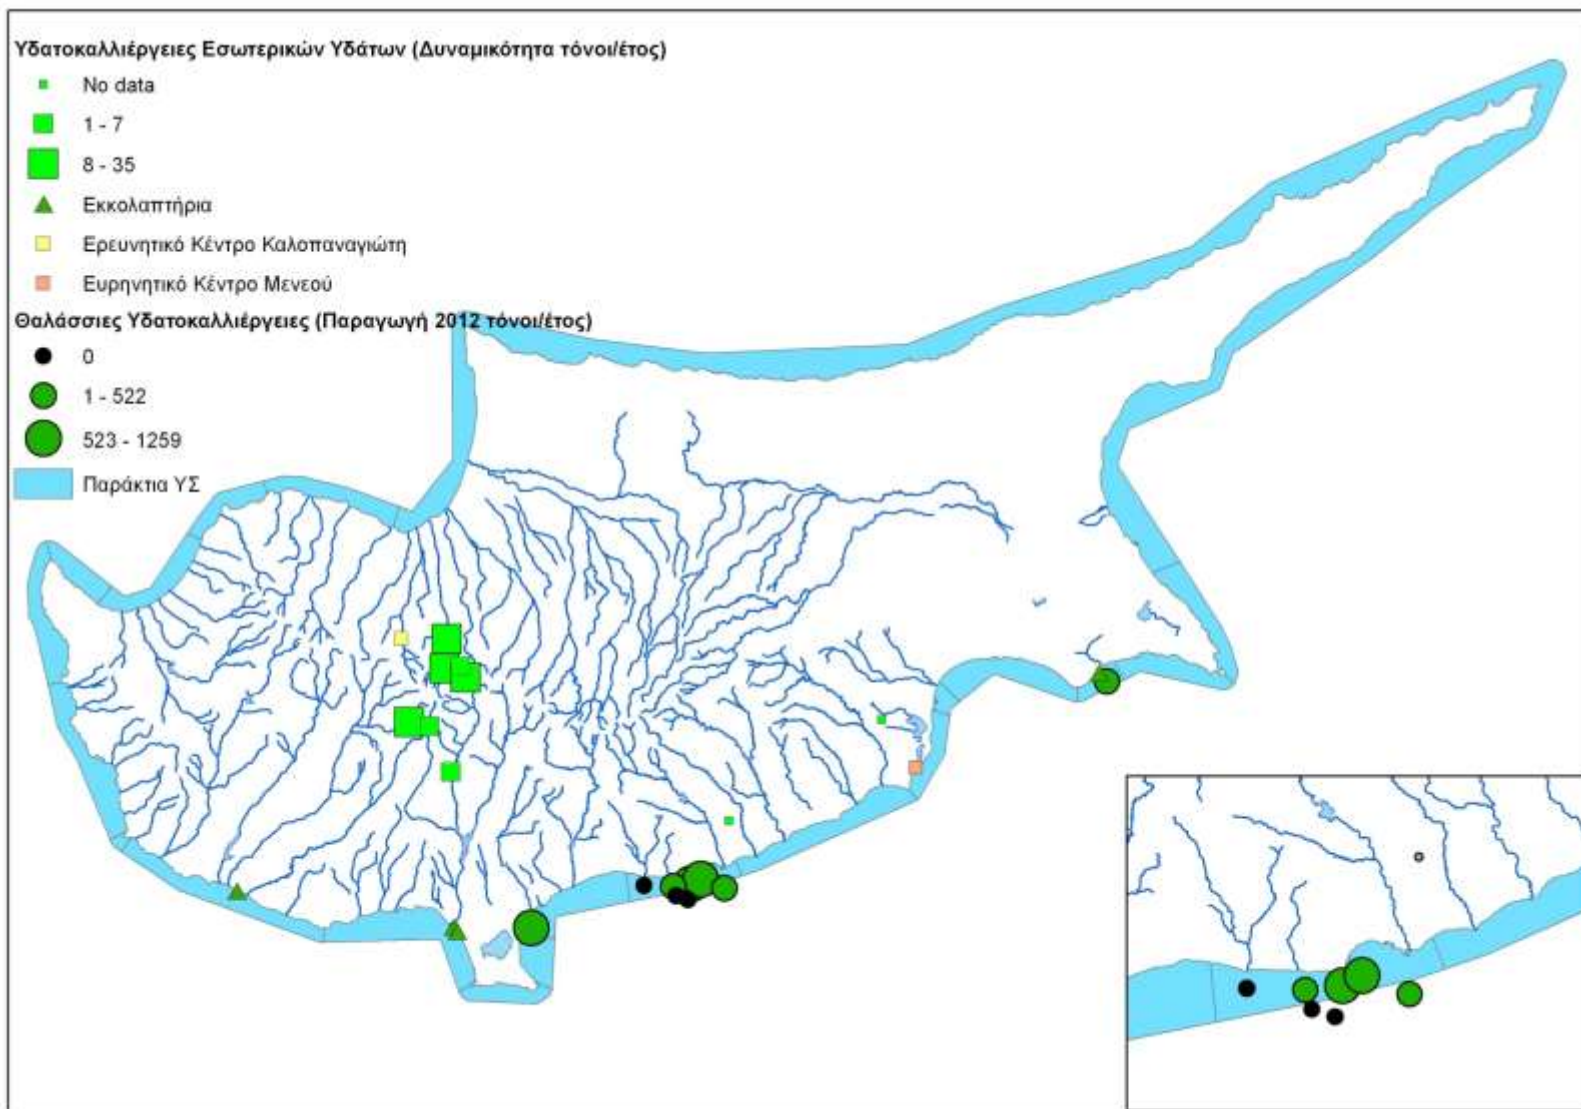 Υδατοκαλλιέργειες Εσωτερικών Υδάτων (Δυναμικότητα τόνοι/έτος)
No data
1 - 7
8 - 35
Εκκολαπτήρια
Ερευνητικό Κέντρο Καλοπαναγιώτη
Ευρηνητικό Κέντρο Μενεού
Θαλάσσιες Υδατοκαλλιέργειες (Παραγωγή 2012 τόνοι/έτος)
0
1 - 522
523 - 1259
Παράκτια ΥΣ